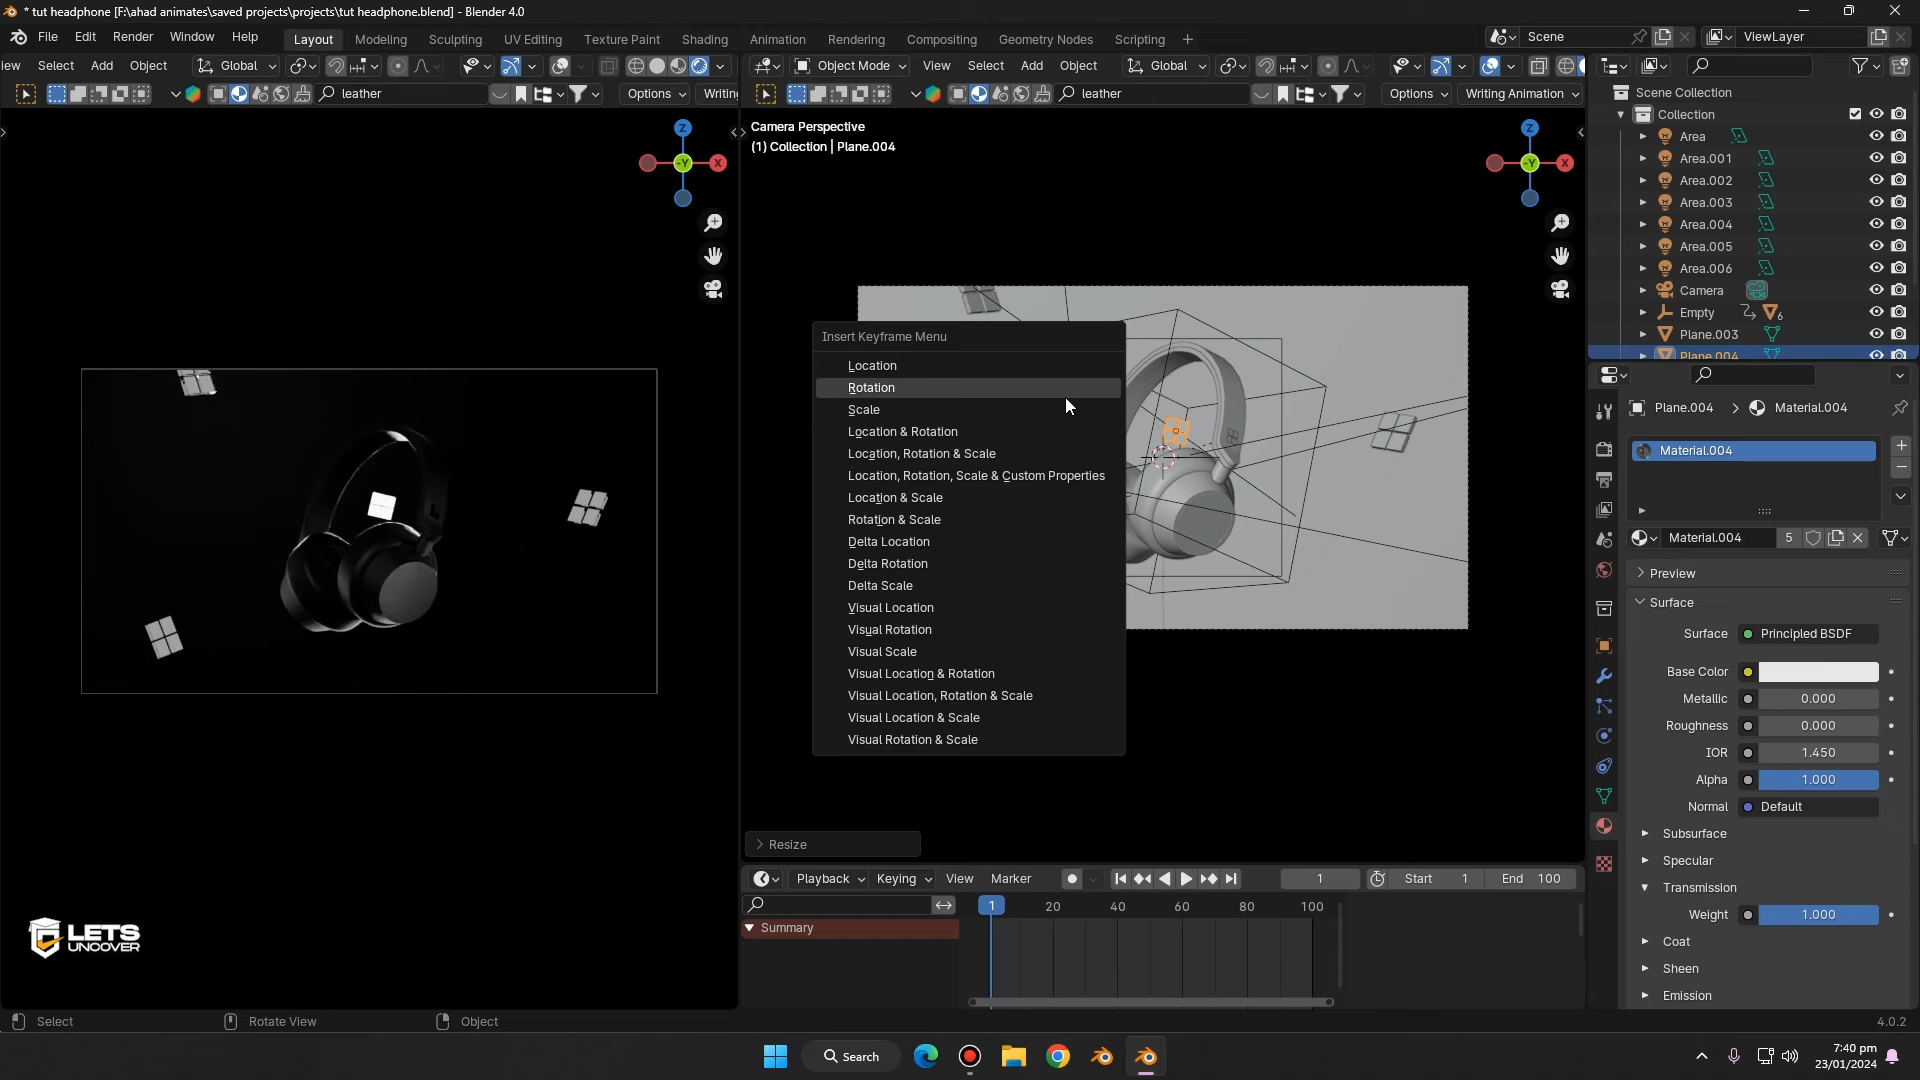 * tut headphone [F:\ahad animates\saved projects\projects\tut headphone.blend] - Blender 4.0
File Edit Render Window Help Layout Modeling Sculpting UV Editing Texture Paint Shading Animation Rendering Compositing Geometry Nodes Scripting + Scene ViewLayer
iew Select Add Object Global Object Mode View Select Add Object Global
leather Options Writing leather Options Writing Animation
Scene Collection
Collection
Area
Area.001
Area.002
Area.003
Area.004
Area.005
Area.006
Camera
Empty 6
Plane.003
Plane.004
Camera Perspective
(1) Collection | Plane.004
Z
-Y
X
Z
-Y
X
Insert Keyframe Menu
Location
Rotation
Scale
Location & Rotation
Location, Rotation & Scale
Location, Rotation, Scale & Custom Properties
Location & Scale
Rotation & Scale
Delta Location
Delta Rotation
Delta Scale
Visual Location
Visual Rotation
Visual Scale
Visual Location & Rotation
Visual Location, Rotation & Scale
Visual Location & Scale
Visual Rotation & Scale
Resize
Playback Keying View Marker 1 Start 1 End 100
1 20 40 60 80 100
Summary
Plane.004 Material.004
Material.004
Material.004 5
Preview
Surface
Surface Principled BSDF
Base Color
Metallic 0.000
Roughness 0.000
IOR 1.450
Alpha 1.000
Normal Default
Subsurface
Specular
Transmission
Weight 1.000
Coat
Sheen
Emission
LETS
UNCOVER
Select Rotate View Object 4.0.2
Search
7:40 pm
23/01/2024